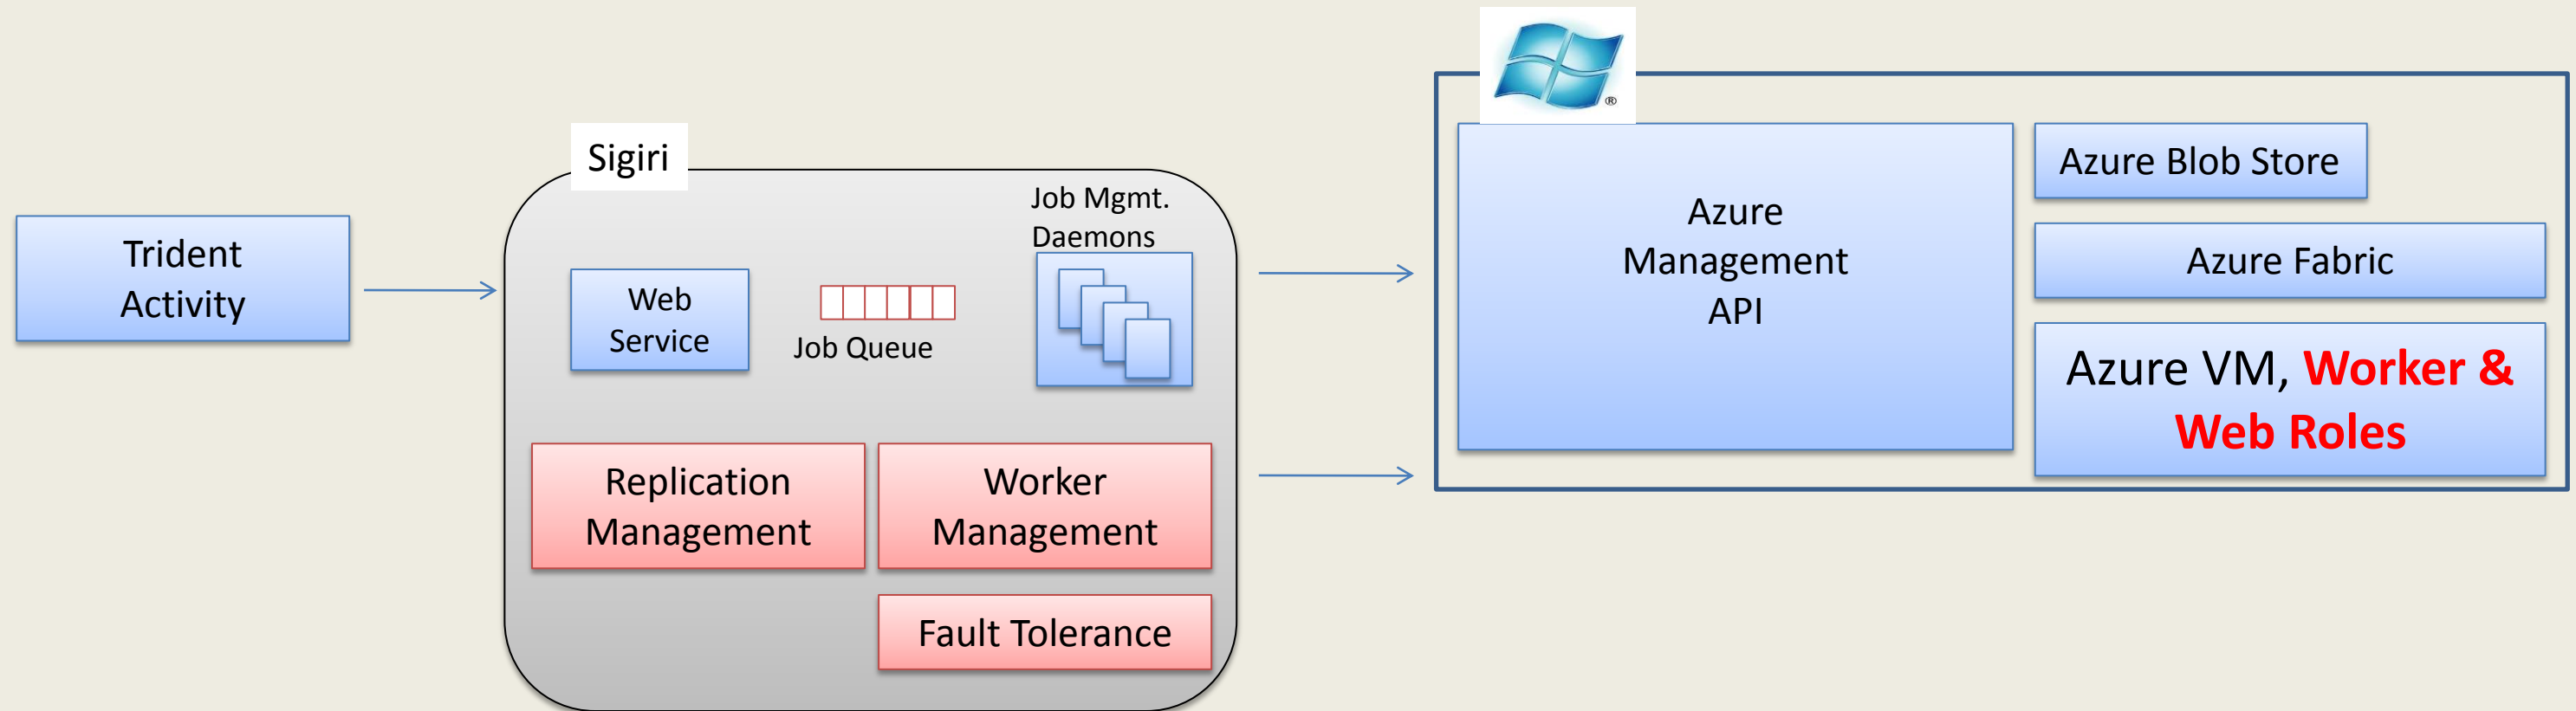 Trident
Activity
Sigiri
Web
Service
Job Queue
Job Mgmt.
Daemons
Replication
Management
Worker
Management
Fault Tolerance
®
Azure
Management
API
Azure Blob Store
Azure Fabric
Azure VM, Worker &
Web Roles